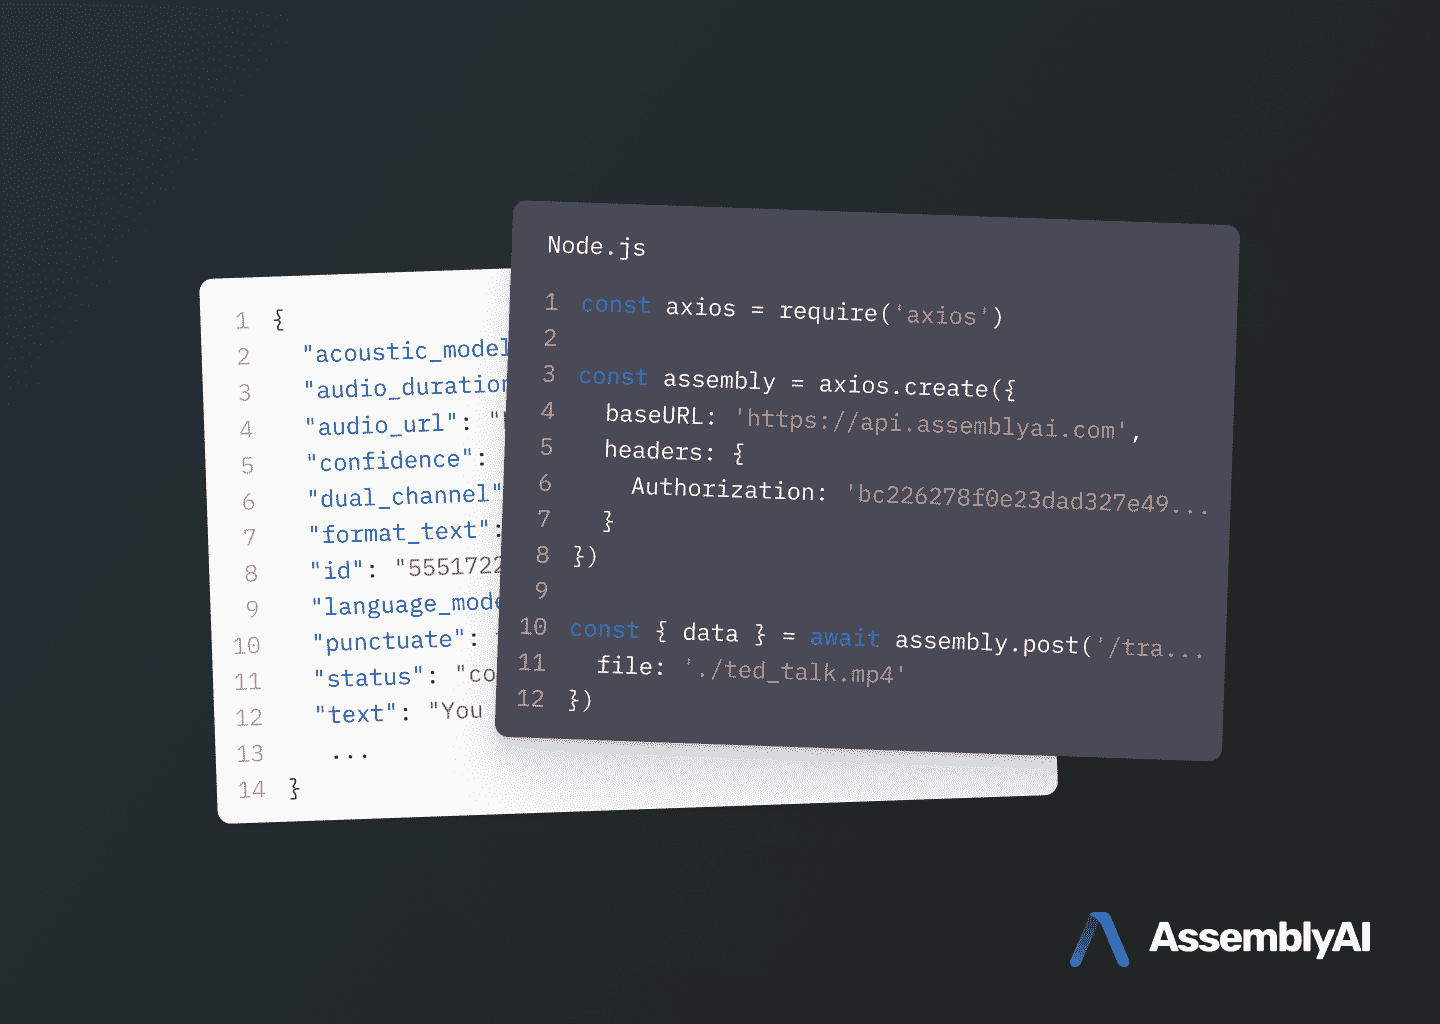 1 {
2 "acoustic_model
3 "audio_duration
4 "audio_url": "
5 "confidence":
6 "dual_channel"
7 "format_text":
8 "id": "5551722
9 "language_mode
10 "punctuate":
11 "status": "co
12 "text": "You
13 ...
14 }
Node.js
1 const axios = require('axios')
2
3 const assembly = axios.create({
4 baseURL: 'https://api.assemblyai.com',
5 headers: {
6 Authorization: 'bc226278f0e23dad327e49...
7 }
8 })
9
10 const { data } = await assembly.post('/tra...
11 file: './ted_talk.mp4'
12 })
AssemblyAI